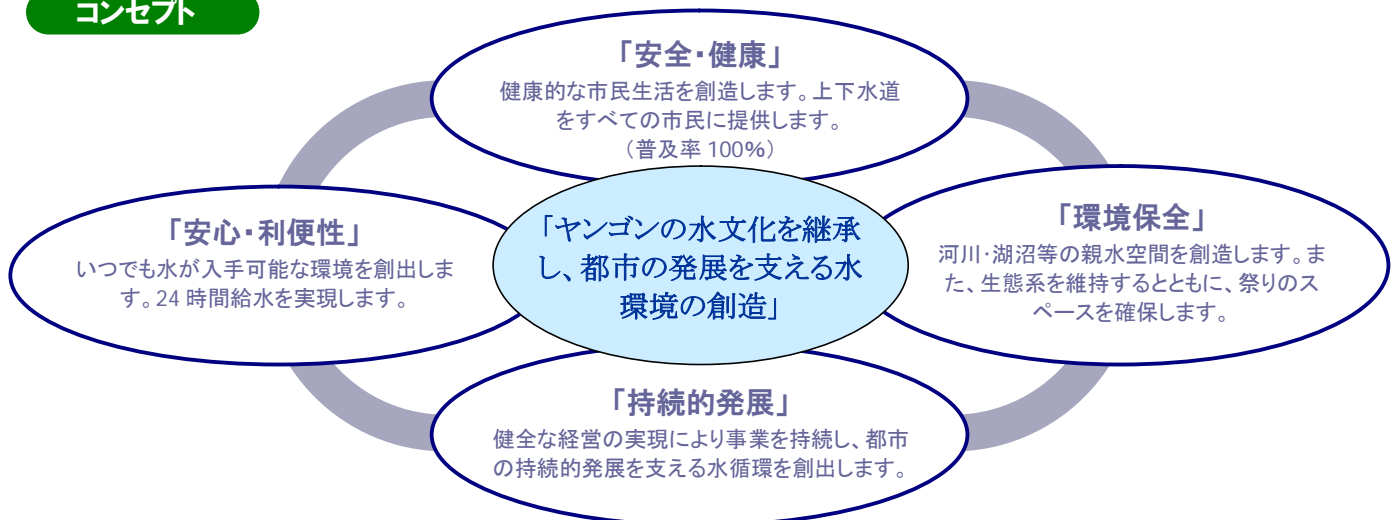 コンセプト
「安全・健康」
健康的な市民生活を創造します。上下水道
をすべての市民に提供します。
（普及率 100%）
「安心・利便性」
いつでも水が入手可能な環境を創出しま
す。24 時間給水を実現します。
「ヤンゴンの水文化を継承
し、都市の発展を支える水
環境の創造」
「環境保全」
河川・湖沼等の親水空間を創造します。ま
た、生態系を維持するとともに、祭りのス
ペースを確保します。
「持続的発展」
健全な経営の実現により事業を持続し、都市
の持続的発展を支える水循環を創出します。